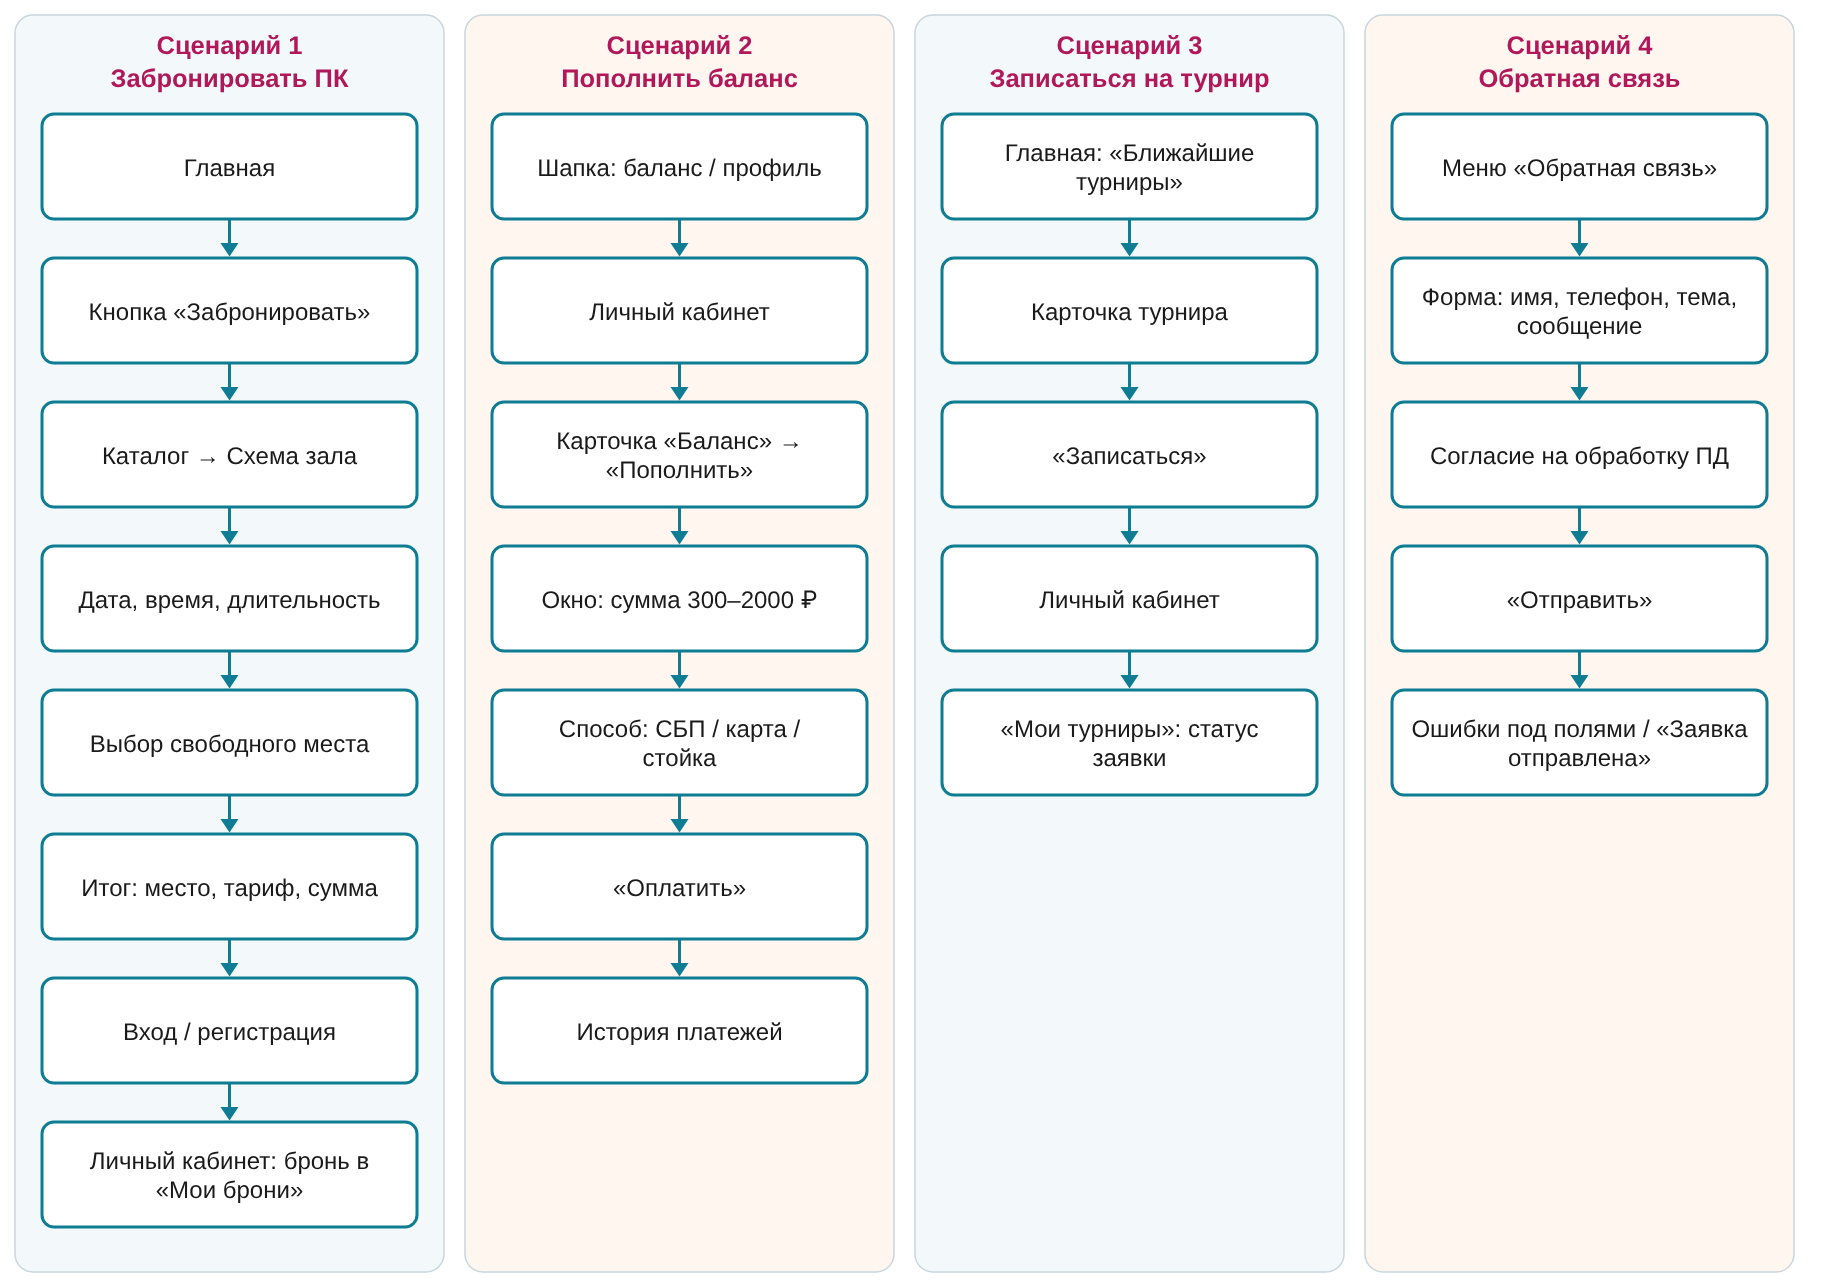 Сценарий 1
Забронировать ПК
Главная
Кнопка «Забронировать»
Каталог → Схема зала
Дата, время, длительность
Выбор свободного места
Итог: место, тариф, сумма
Вход / регистрация
Личный кабинет: бронь в
«Мои брони»
Сценарий 2
Пополнить баланс
Шапка: баланс / профиль
Личный кабинет
Карточка «Баланс» →
«Пополнить»
Окно: сумма 300–2000 ₽
Способ: СБП / карта /
стойка
«Оплатить»
История платежей
Сценарий 3
Записаться на турнир
Главная: «Ближайшие
турниры»
Карточка турнира
«Записаться»
Личный кабинет
«Мои турниры»: статус
заявки
Сценарий 4
Обратная связь
Меню «Обратная связь»
Форма: имя, телефон, тема,
сообщение
Согласие на обработку ПД
«Отправить»
Ошибки под полями / «Заявка
отправлена»